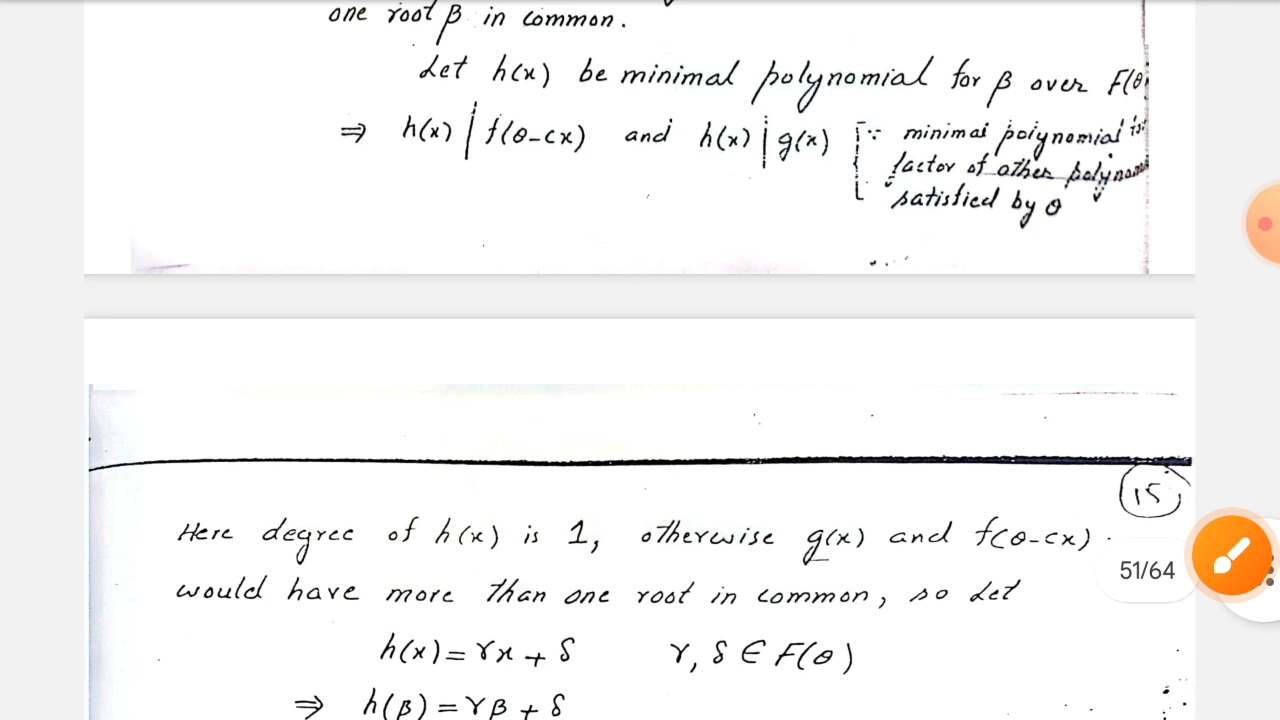 one root β in common.
Let h(x) be minimal polynomial for β over F(θ
⇒ h(x) | f(θ-cx) and h(x) | g(x) [∵ minimal polynomial is
factor of other polynom
satisfied by θ
15
Here degree of h(x) is 1, otherwise g(x) and f(θ-cx)
51/64
would have more than one root in common, so Let
h(x) = γx + δ γ, δ ∈ F(θ)
⇒ h(β) = γβ + δ